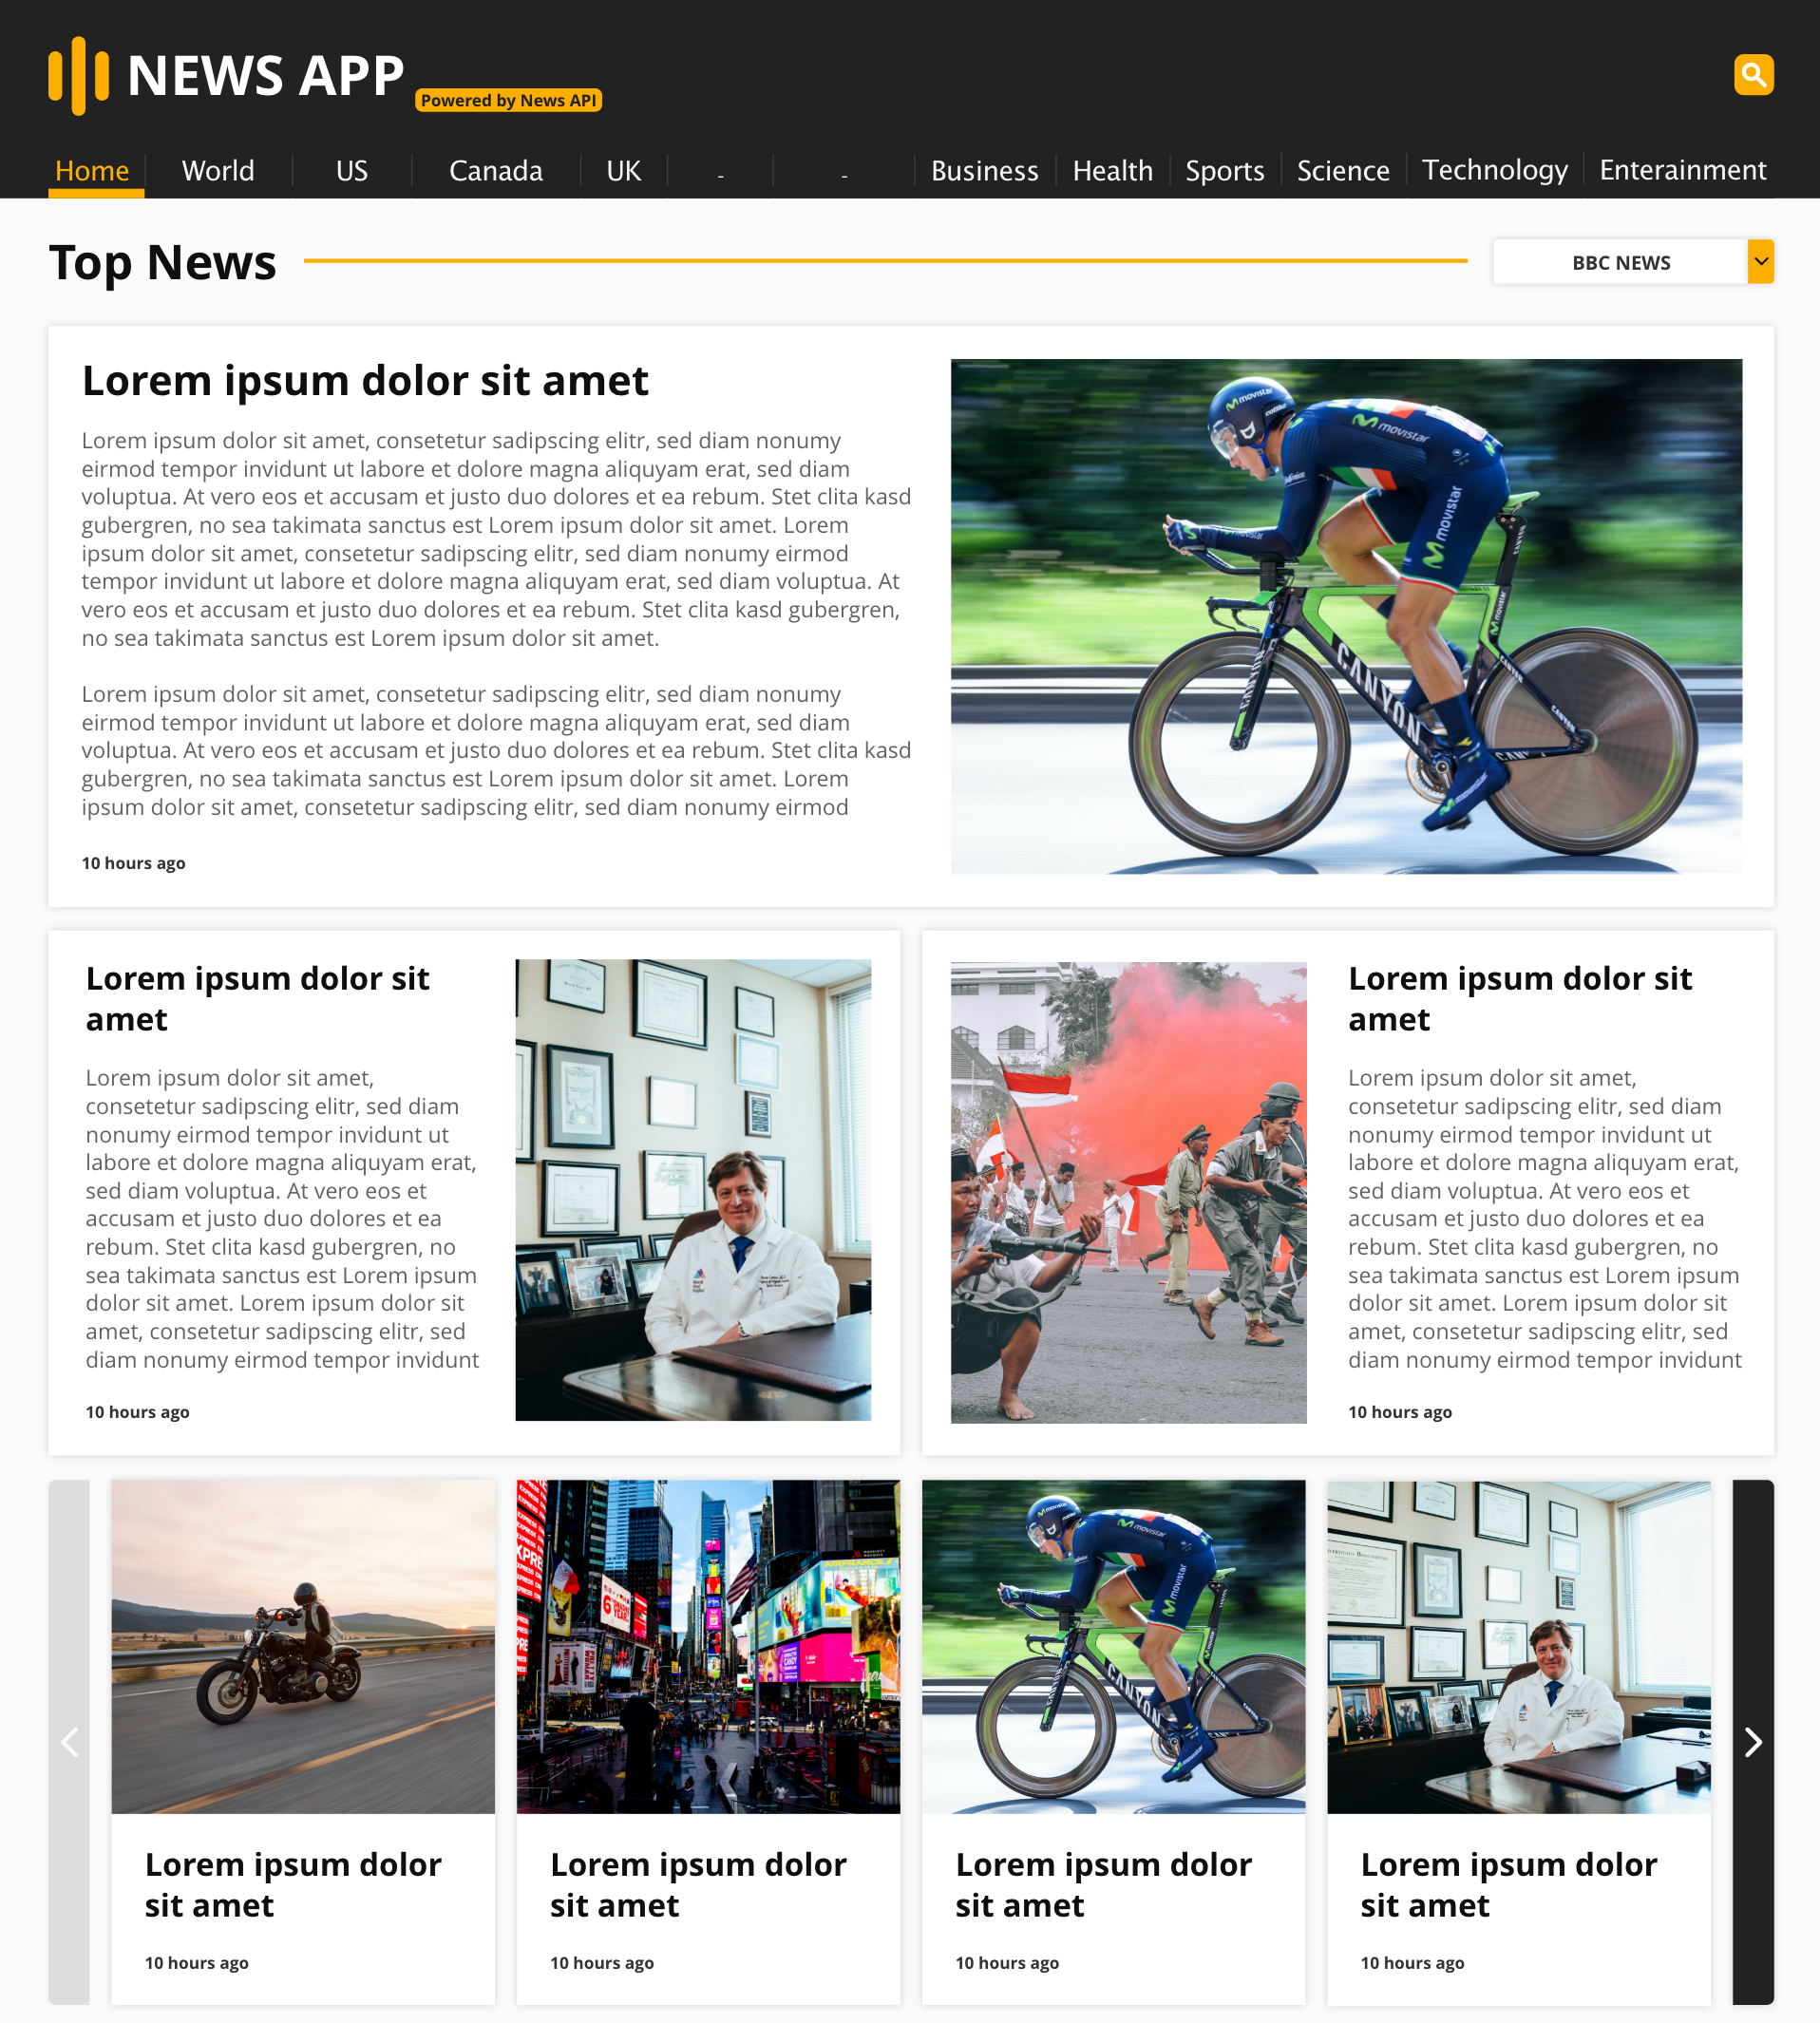 NEWS APP
Powered by News API
Home World US Canada UK - - Business Health Sports Science Technology Enterainment
Top News
BBC NEWS
Lorem ipsum dolor sit amet
Lorem ipsum dolor sit amet, consetetur sadipscing elitr, sed diam nonumy
eirmod tempor invidunt ut labore et dolore magna aliquyam erat, sed diam
voluptua. At vero eos et accusam et justo duo dolores et ea rebum. Stet clita kasd
gubergren, no sea takimata sanctus est Lorem ipsum dolor sit amet. Lorem
ipsum dolor sit amet, consetetur sadipscing elitr, sed diam nonumy eirmod
tempor invidunt ut labore et dolore magna aliquyam erat, sed diam voluptua. At
vero eos et accusam et justo duo dolores et ea rebum. Stet clita kasd gubergren,
no sea takimata sanctus est Lorem ipsum dolor sit amet.
Lorem ipsum dolor sit amet, consetetur sadipscing elitr, sed diam nonumy
eirmod tempor invidunt ut labore et dolore magna aliquyam erat, sed diam
voluptua. At vero eos et accusam et justo duo dolores et ea rebum. Stet clita kasd
gubergren, no sea takimata sanctus est Lorem ipsum dolor sit amet. Lorem
ipsum dolor sit amet, consetetur sadipscing elitr, sed diam nonumy eirmod
10 hours ago
movistar
movistar
movistar
CANYON
movistar
CANYON
Lorem ipsum dolor sit
amet
Lorem ipsum dolor sit amet,
consetetur sadipscing elitr, sed diam
nonumy eirmod tempor invidunt ut
labore et dolore magna aliquyam erat,
sed diam voluptua. At vero eos et
accusam et justo duo dolores et ea
rebum. Stet clita kasd gubergren, no
sea takimata sanctus est Lorem ipsum
dolor sit amet. Lorem ipsum dolor sit
amet, consetetur sadipscing elitr, sed
diam nonumy eirmod tempor invidunt
10 hours ago
Lorem ipsum dolor sit
amet
Lorem ipsum dolor sit amet,
consetetur sadipscing elitr, sed diam
nonumy eirmod tempor invidunt ut
labore et dolore magna aliquyam erat,
sed diam voluptua. At vero eos et
accusam et justo duo dolores et ea
rebum. Stet clita kasd gubergren, no
sea takimata sanctus est Lorem ipsum
dolor sit amet. Lorem ipsum dolor sit
amet, consetetur sadipscing elitr, sed
diam nonumy eirmod tempor invidunt
10 hours ago
EXPRESS
movistar
movistar
CANYON
Lorem ipsum dolor
sit amet
10 hours ago
Lorem ipsum dolor
sit amet
10 hours ago
Lorem ipsum dolor
sit amet
10 hours ago
Lorem ipsum dolor
sit amet
10 hours ago